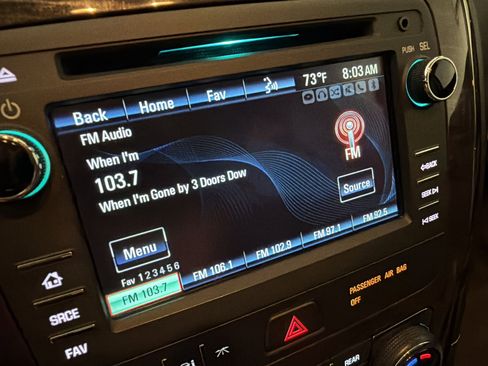 PUSH SEL
73°F 8:03 AM
Back Home Fav
FM Audio
When I'm
103.7
When I'm Gone by 3 Doors Dow
FM
Source
Menu
BACK
SEEK
SEEK
Fav 1 2 3 4 5 6
FM 103.7 FM 106.1 FM 102.9 FM 97.1 FM 92.5
SRCE
FAV
PASSENGER AIR BAG
OFF
REAR